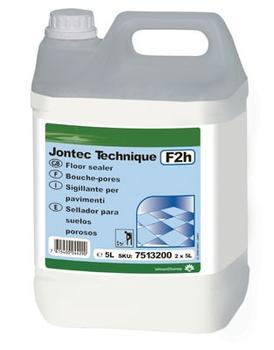 Jontec Technique F2h
GB Floor sealer
F Bouche-pores
I Sigillante per
pavimenti
E Sellador para
suelos
porosos
e 5L SKU: 7513200 2 x 5L
JohnsonDiversey